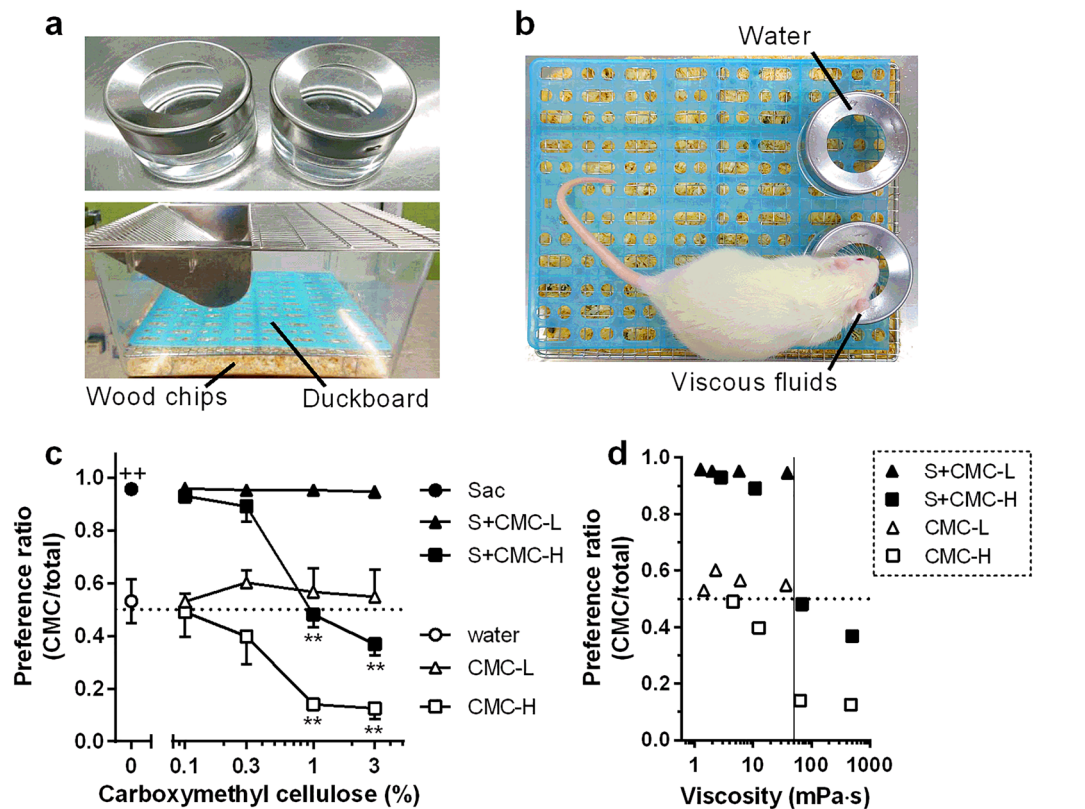 a
b
Water
Wood chips
Duckboard
Viscous fluids
c
Preference ratio
(CMC/total)
1.0
0.8
0.6
0.4
0.2
0.0
++
**
**
**
**
0
0.1
0.3
1
3
Carboxymethyl cellulose (%)
Sac
S+CMC-L
S+CMC-H
water
CMC-L
CMC-H
d
Preference ratio
(CMC/total)
1.0
0.8
0.6
0.4
0.2
0.0
1
10
100
1000
Viscosity (mPa·s)
S+CMC-L
S+CMC-H
CMC-L
CMC-H